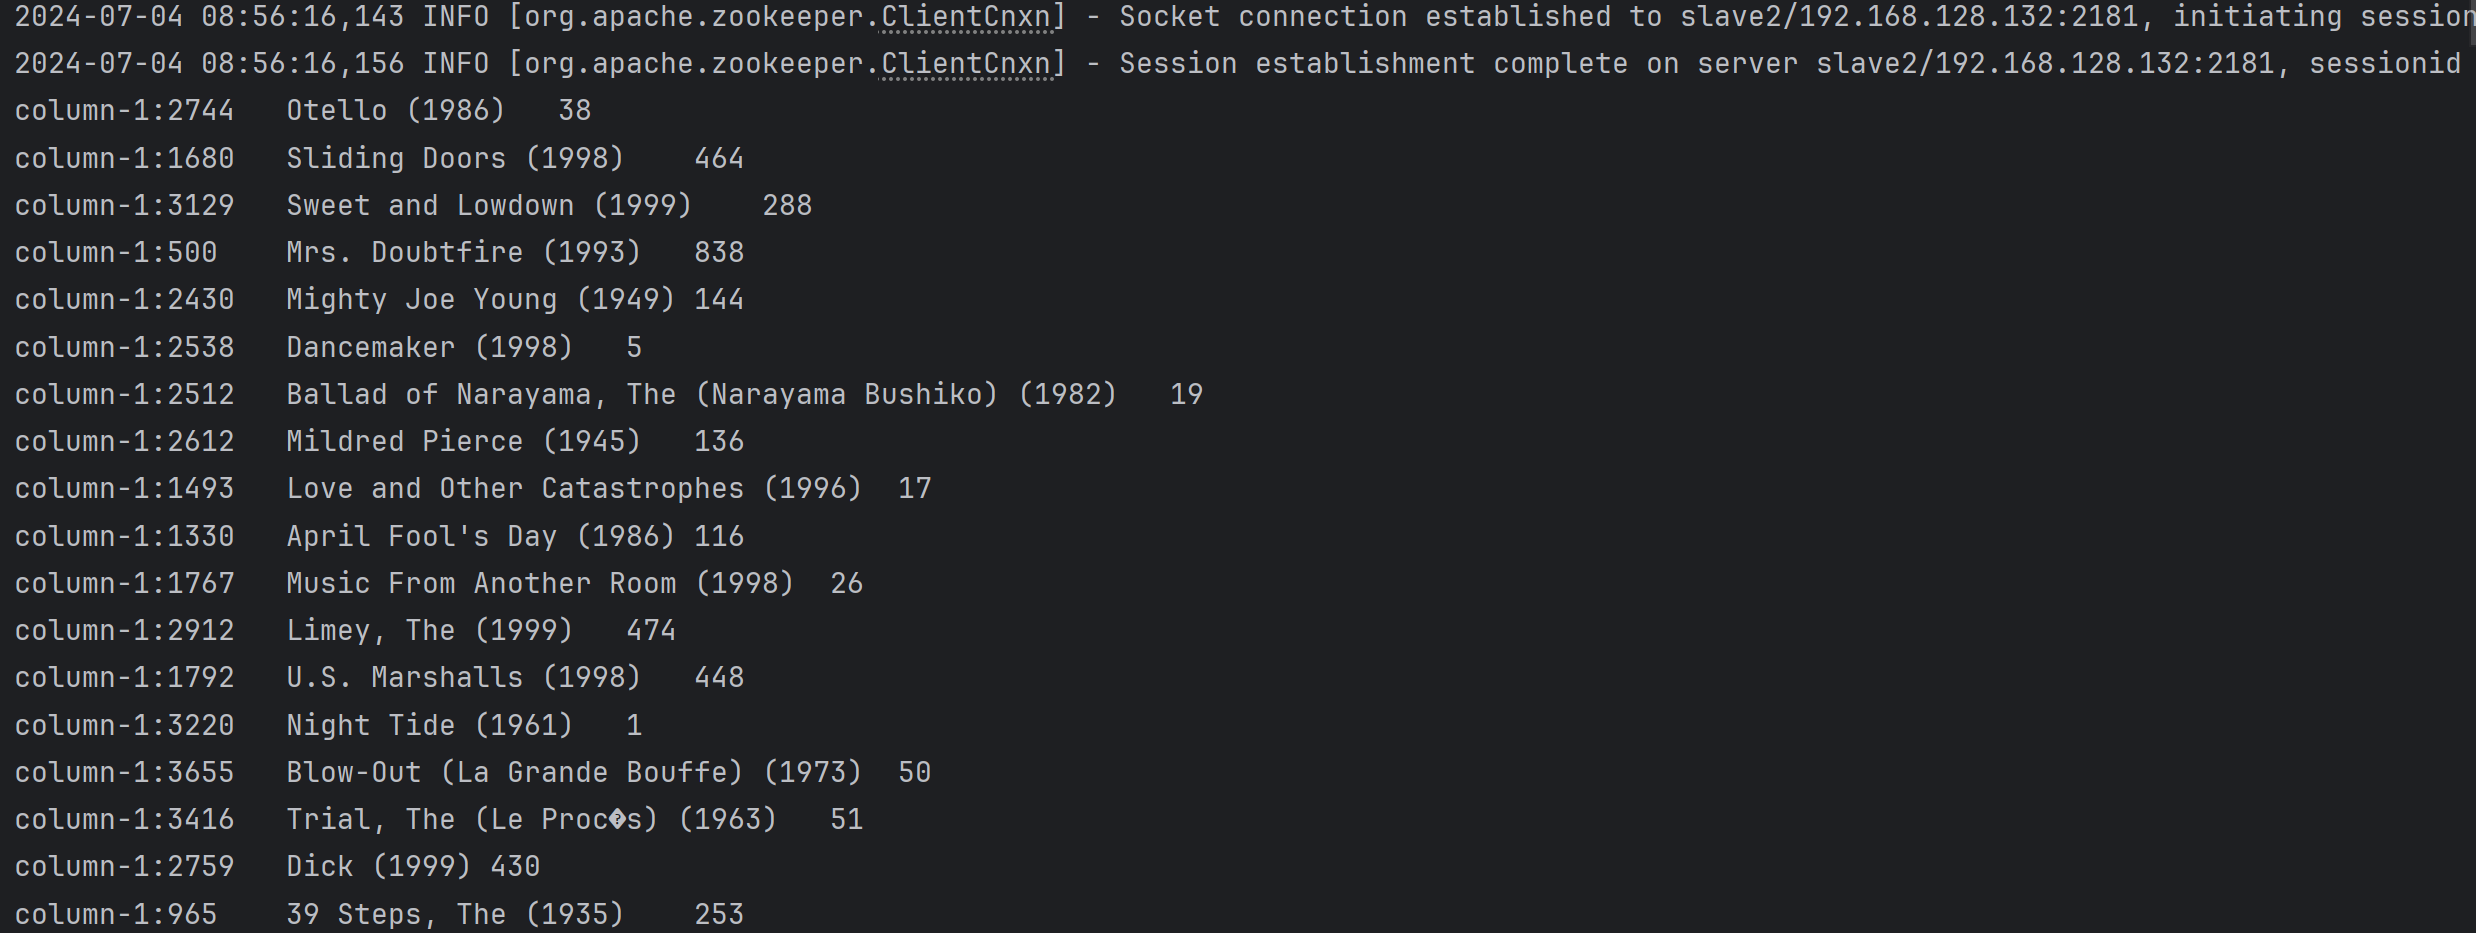 2024-07-04 08:56:16,143 INFO [org.apache.zookeeper.ClientCnxn] - Socket connection established to slave2/192.168.128.132:2181, initiating session
2024-07-04 08:56:16,156 INFO [org.apache.zookeeper.ClientCnxn] - Session establishment complete on server slave2/192.168.128.132:2181, sessionid
column-1:2744	Otello (1986)	38
column-1:1680	Sliding Doors (1998)	464
column-1:3129	Sweet and Lowdown (1999)	288
column-1:500	Mrs. Doubtfire (1993)	838
column-1:2430	Mighty Joe Young (1949)	144
column-1:2538	Dancemaker (1998)	5
column-1:2512	Ballad of Narayama, The (Narayama Bushiko) (1982)	19
column-1:2612	Mildred Pierce (1945)	136
column-1:1493	Love and Other Catastrophes (1996)	17
column-1:1330	April Fool's Day (1986)	116
column-1:1767	Music From Another Room (1998)	26
column-1:2912	Limey, The (1999)	474
column-1:1792	U.S. Marshalls (1998)	448
column-1:3220	Night Tide (1961)	1
column-1:3655	Blow-Out (La Grande Bouffe) (1973)	50
column-1:3416	Trial, The (Le Proc�s) (1963)	51
column-1:2759	Dick (1999)	430
column-1:965	39 Steps, The (1935)	253